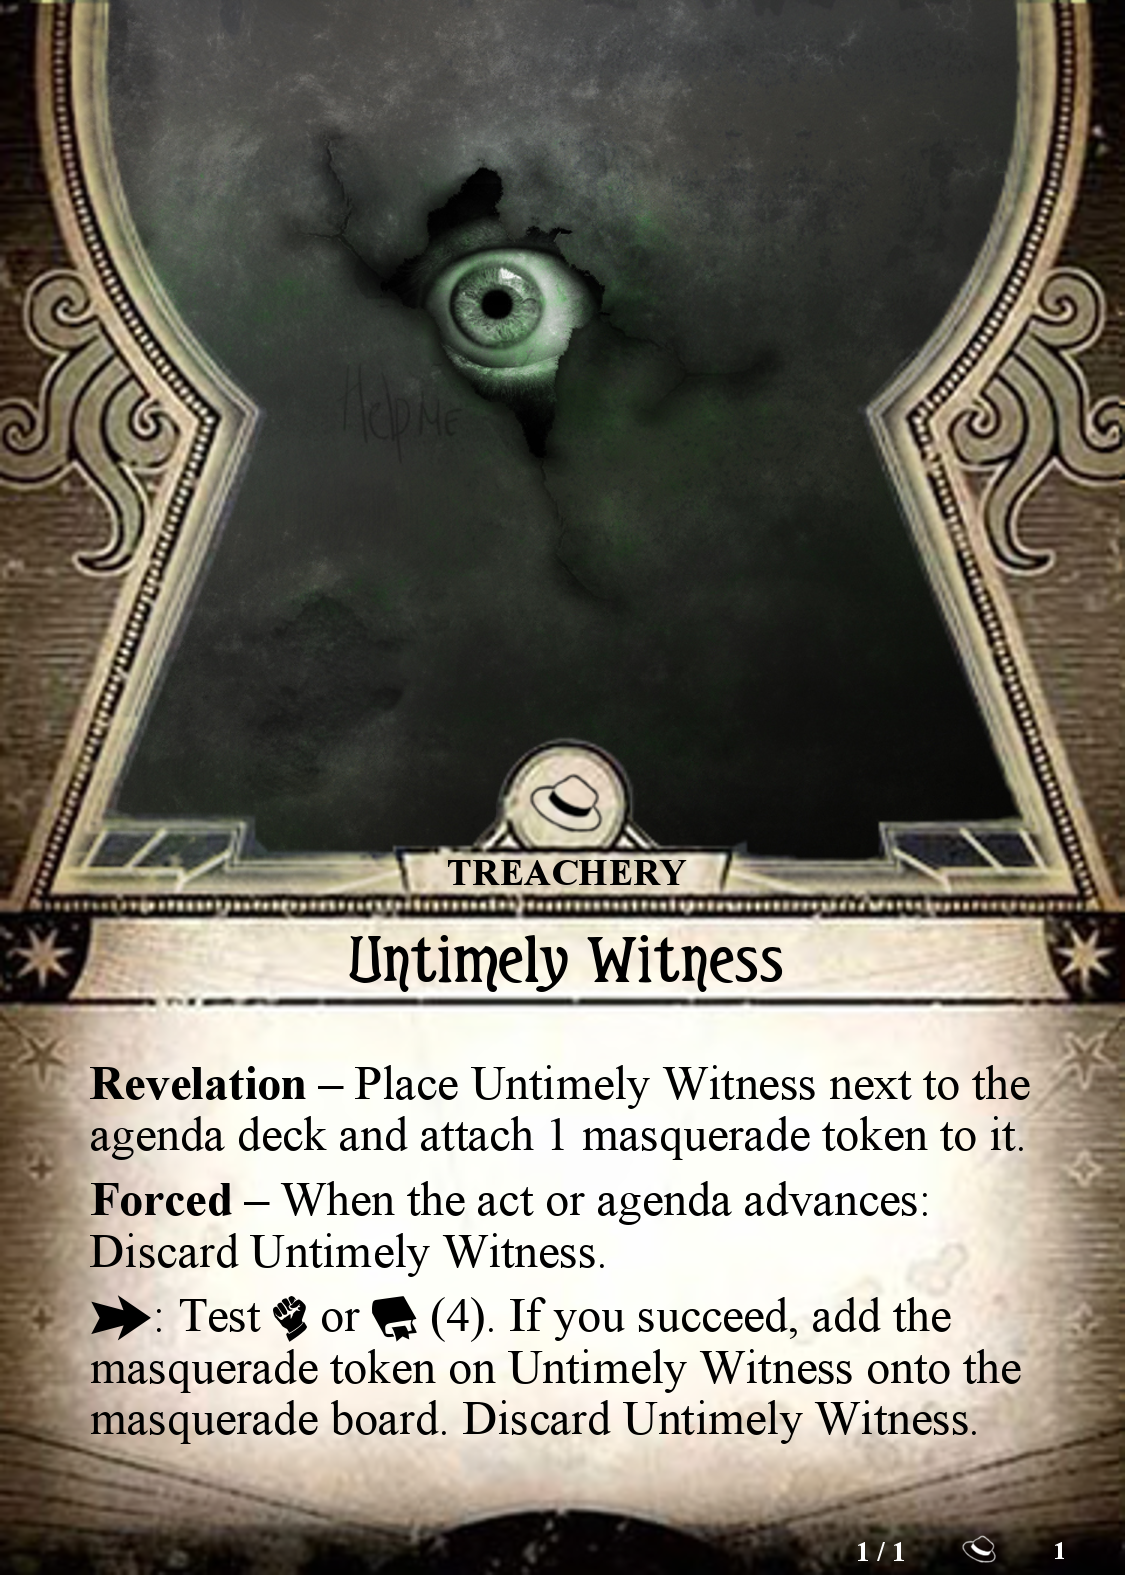 Help ME
TREACHERY
Untimely Witness
Revelation – Place Untimely Witness next to the
agenda deck and attach 1 masquerade token to it.
Forced – When the act or agenda advances:
Discard Untimely Witness.
: Test or (4). If you succeed, add the
masquerade token on Untimely Witness onto the
masquerade board. Discard Untimely Witness.
1 / 1 1